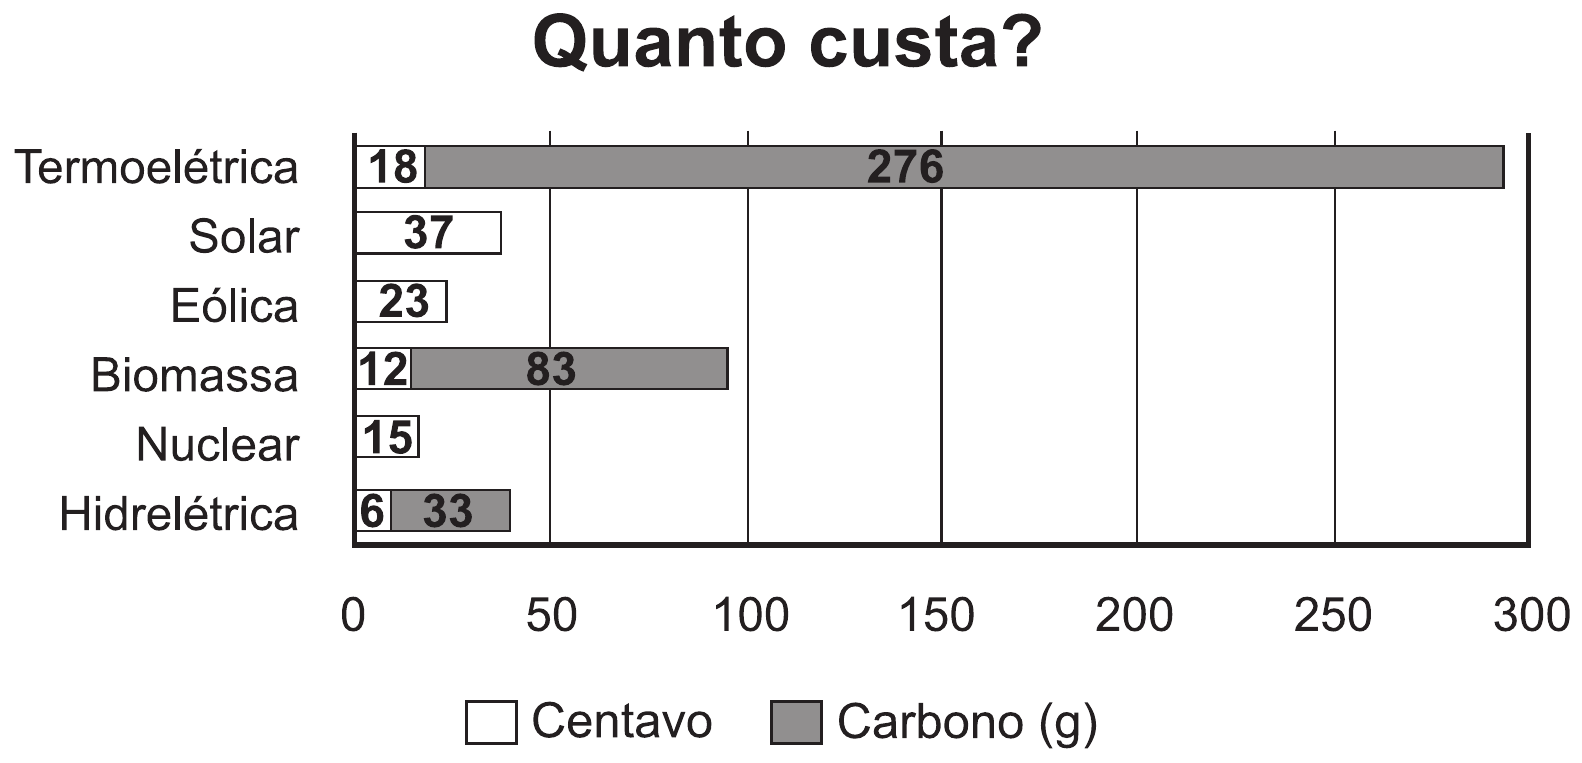 Quanto custa?
Termoelétrica 18 276
Solar 37
Eólica 23
Biomassa 12 83
Nuclear 15
Hidrelétrica 6 33
0 50 100 150 200 250 300
Centavo Carbono (g)